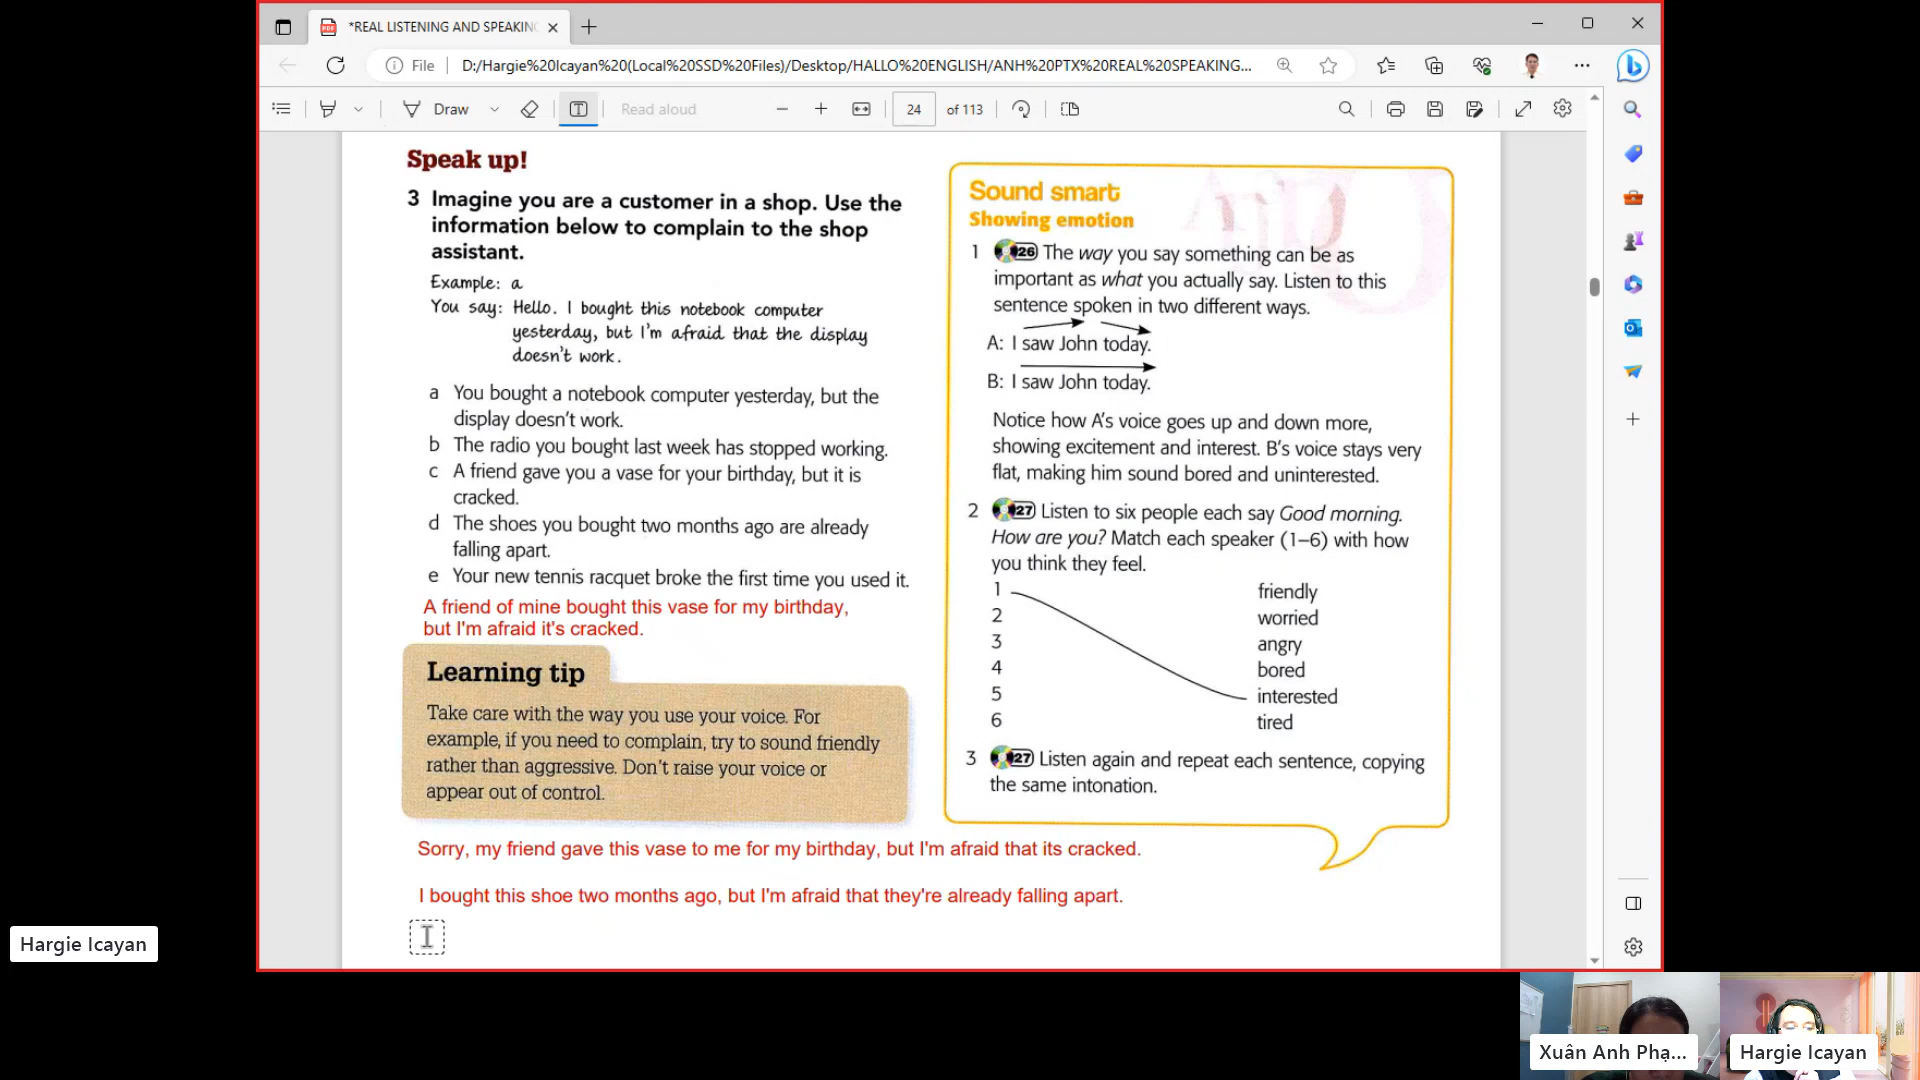 *REAL LISTENING AND SPEAKIN
File D:/Hargie%20Icayan%20(Local%20SSD%20Files)/Desktop/HALLO%20ENGLISH/ANH%20PTX%20REAL%20SPEAKING...
Draw Read aloud 24 of 113
Speak up!
3 Imagine you are a customer in a shop. Use the
information below to complain to the shop
assistant.
Example: a
You say: Hello. I bought this notebook computer
yesterday, but I'm afraid that the display
doesn't work.
a You bought a notebook computer yesterday, but the
display doesn't work.
b The radio you bought last week has stopped working.
c A friend gave you a vase for your birthday, but it is
cracked.
d The shoes you bought two months ago are already
falling apart.
e Your new tennis racquet broke the first time you used it.
A friend of mine bought this vase for my birthday,
but I'm afraid it's cracked.
Learning tip
Take care with the way you use your voice. For
example, if you need to complain, try to sound friendly
rather than aggressive. Don't raise your voice or
appear out of control.
Sound smart
Showing emotion
1 26 The way you say something can be as
important as what you actually say. Listen to this
sentence spoken in two different ways.
A: I saw John today.
B: I saw John today.
Notice how A's voice goes up and down more,
showing excitement and interest. B's voice stays very
flat, making him sound bored and uninterested.
2 27 Listen to six people each say Good morning.
How are you? Match each speaker (1–6) with how
you think they feel.
1 friendly
2 worried
3 angry
4 bored
5 interested
6 tired
3 27 Listen again and repeat each sentence, copying
the same intonation.
Sorry, my friend gave this vase to me for my birthday, but I'm afraid that its cracked.
I bought this shoe two months ago, but I'm afraid that they're already falling apart.
Hargie Icayan
Xuân Anh Phạ...
Hargie Icayan